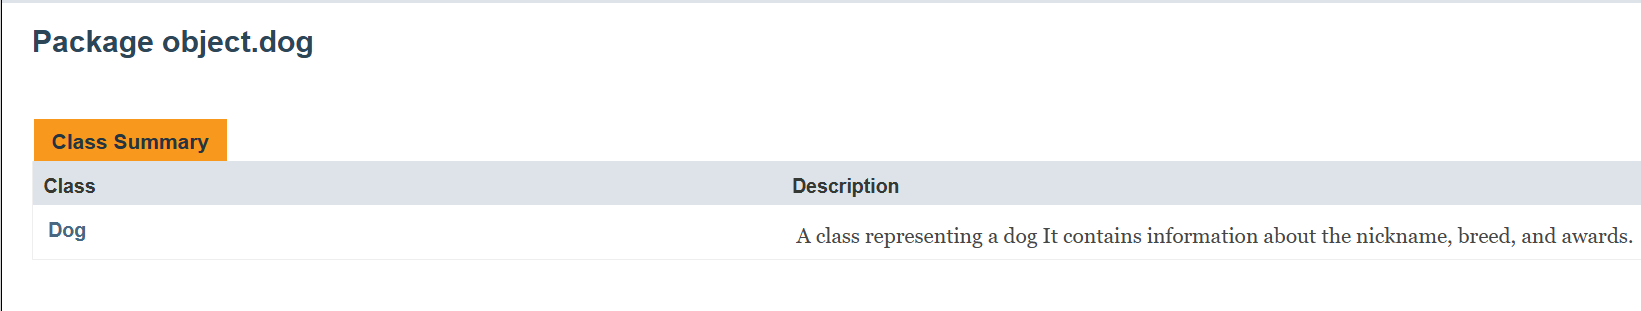 Package object.dog
Class Summary
Class Description
Dog A class representing a dog It contains information about the nickname, breed, and awards.